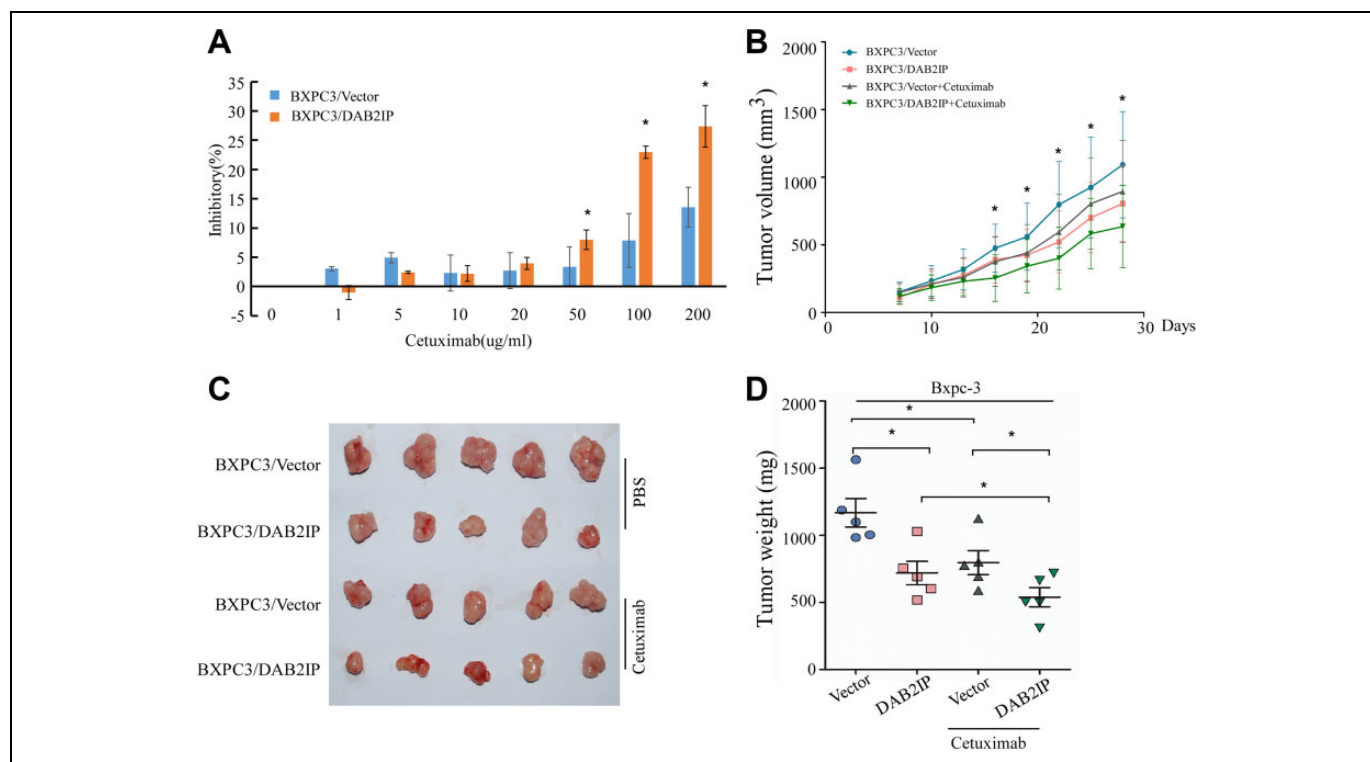 A
35
30
25
20
15
10
5
0
-5
Inhibitory(%)
BXPC3/Vector
BXPC3/DAB2IP
*
*
*
0 1 5 10 20 50 100 200
Cetuximab(ug/ml)
B
2000
1500
1000
500
0
Tumor volume (mm3)
BXPC3/Vector
BXPC3/DAB2IP
BXPC3/Vector+Cetuximab
BXPC3/DAB2IP+Cetuximab
* * * * *
0 10 20 30 Days
C
BXPC3/Vector
BXPC3/DAB2IP
PBS
BXPC3/Vector
BXPC3/DAB2IP
Cetuximab
D
Bxpc-3
2000
1500
1000
500
0
Tumor weight (mg)
*
* *
*
Vector DAB2IP Vector DAB2IP
Cetuximab